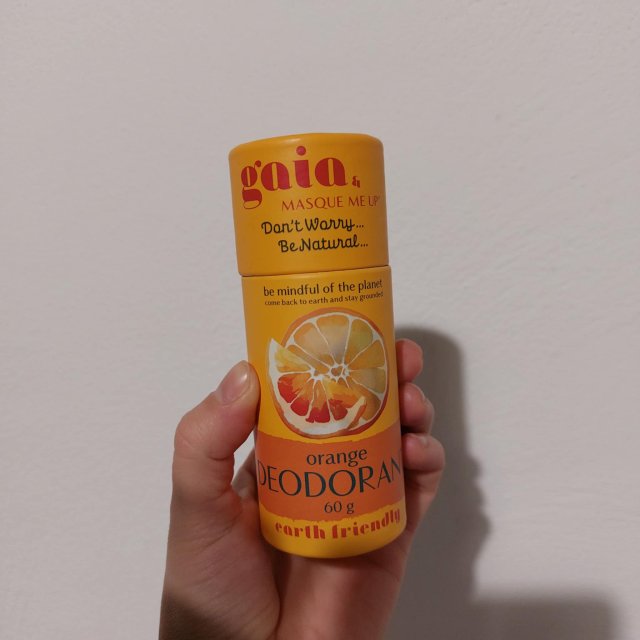 gaia &
MASQUE ME UP
Don't Worry...
Be Natural...
be mindful of the planet
come back to earth and stay grounded
orange
DEODORAN
60 g
earth friendly